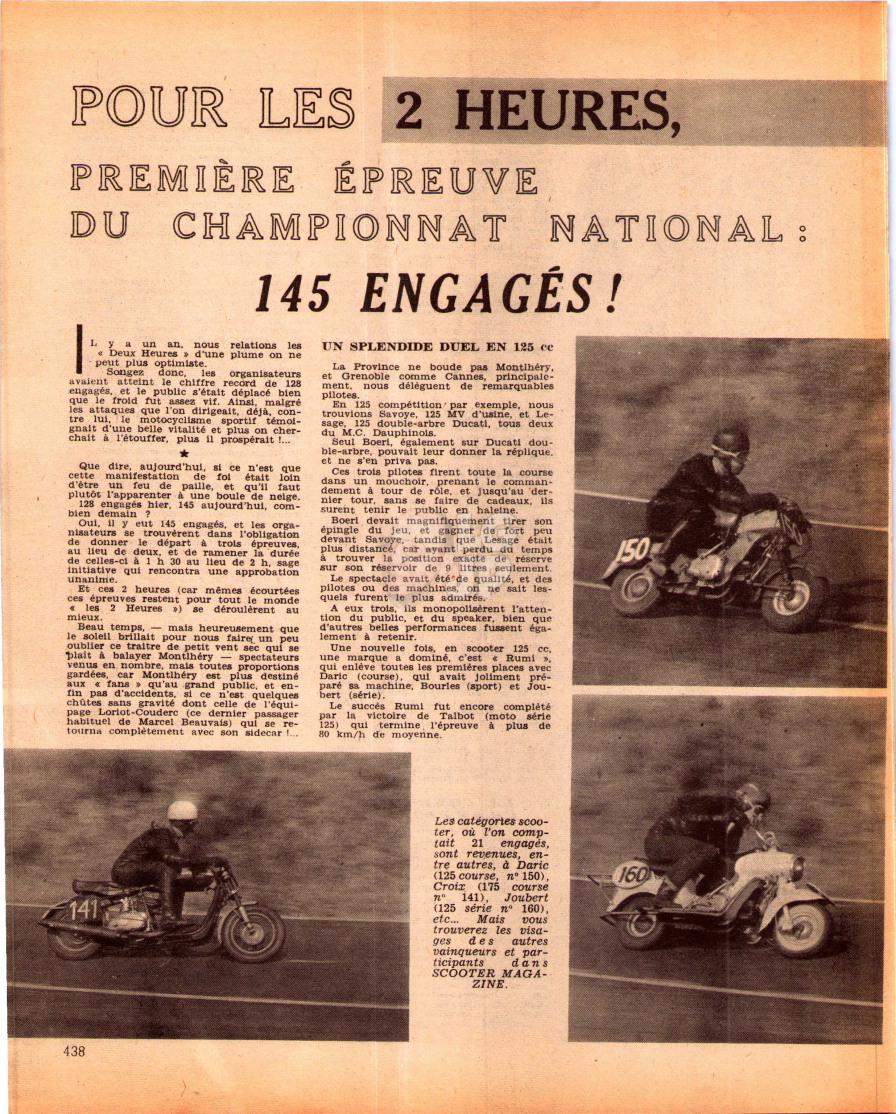 POUR LES 2 HEURES,
PREMIÈRE ÉPREUVE
DU CHAMPIONNAT NATIONAL :
145 ENGAGÉS !
IL y a un an, nous relations les
« Deux Heures » d'une plume on ne
peut plus optimiste.
Songez donc, les organisateurs
avaient atteint le chiffre record de 128
engagés, et le public s'était déplacé bien
que le froid fut assez vif. Ainsi, malgré
les attaques que l'on dirigeait, déjà, con-
tre lui, le motocyclisme sportif témoi-
gnait d'une belle vitalité et plus on cher-
chait à l'étouffer, plus il prospérait !...
★
Que dire, aujourd'hui, si ce n'est que
cette manifestation de foi était loin
d'être un feu de paille, et qu'il faut
plutôt l'apparenter à une boule de neige.
128 engagés hier, 145 aujourd'hui, com-
bien demain ?
Oui, il y eut 145 engagés, et les orga-
nisateurs se trouvèrent dans l'obligation
de donner le départ à trois épreuves,
au lieu de deux, et de ramener la durée
de celles-ci à 1 h 30 au lieu de 2 h, sage
initiative qui rencontra une approbation
unanime.
Et ces 2 heures (car mêmes écourtées
ces épreuves restent pour tout le monde
« les 2 Heures ») se déroulèrent au
mieux.
Beau temps, — mais heureusement que
le soleil brillait pour nous faire un peu
oublier ce traitre de petit vent sec qui se
plaît à balayer Montlhéry — spectateurs
venus en nombre, mais toutes proportions
gardées, car Montlhéry est plus destiné
aux « fans » qu'au grand public, et en-
fin pas d'accidents, si ce n'est quelques
chûtes sans gravité dont celle de l'équi-
page Loriot-Couderc (ce dernier passager
habituel de Marcel Beauvais) qui se re-
tourna complètement avec son sidecar !...
UN SPLENDIDE DUEL EN 125 cc
La Province ne boude pas Montlhéry,
et Grenoble comme Cannes, principale-
ment, nous délèguent de remarquables
pilotes.
En 125 compétition par exemple, nous
trouvions Savoye, 125 MV d'usine, et Le-
sage, 125 double-arbre Ducati, tous deux
du M.C. Dauphinois.
Seul Boeri, également sur Ducati dou-
ble-arbre, pouvait leur donner la réplique.
et ne s'en priva pas.
Ces trois pilotes firent toute la course
dans un mouchoir, prenant le comman-
dement à tour de rôle, et jusqu'au der-
nier tour, sans se faire de cadeaux, ils
surent tenir le public en haleine.
Boeri devait magnifiquement tirer son
épingle du jeu, et gagner de fort peu
devant Savoye, tandis que Lesage était
plus distancé, car ayant perdu du temps
à trouver la position exacte de réserve
sur son réservoir de 9 litres seulement.
Le spectacle avait été de qualité, et des
pilotes ou des machines, on ne sait les-
quels furent le plus admirés.
A eux trois, ils monopolisèrent l'atten-
tion du public, et du speaker, bien que
d'autres belles performances fussent éga-
lement à retenir.
Une nouvelle fois, en scooter 125 cc,
une marque a dominé, c'est « Rumi »,
qui enlève toutes les premières places avec
Daric (course), qui avait joliment pré-
paré sa machine, Bourles (sport) et Jou-
bert (série).
Le succès Rumi fut encore complété
par la victoire de Talbot (moto série
125) qui termine l'épreuve à plus de
80 km/h de moyenne.
150
160
141
Les catégories scoo-
ter, où l'on comp-
tait 21 engagés,
sont revenues, en-
tre autres, à Daric
(125 course, n° 150),
Croix (175 course
n° 141), Joubert
(125 série n° 160),
etc... Mais vous
trouverez les visa-
ges des autres
vainqueurs et par-
ticipants dans
SCOOTER MAGA-
ZINE.
438